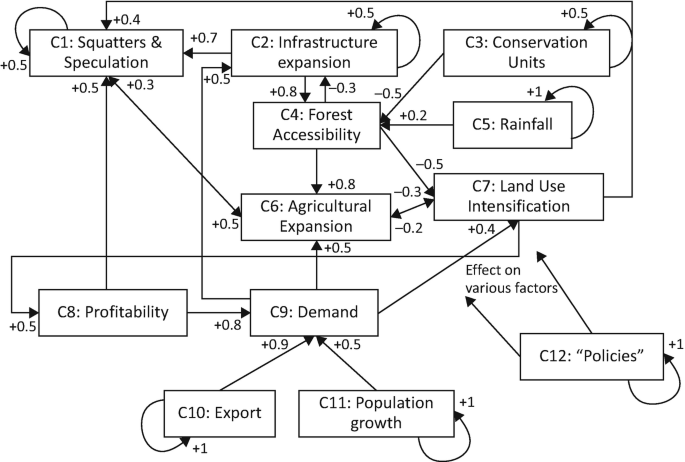 +0.4
+0.5
C1: Squatters &
Speculation
+0.7
C2: Infrastructure
expansion
+0.5
C3: Conservation
Units
+0.5
+0.5
+0.3
+0.5
+0.5
+0.8
−0.3
−0.5
+1
C4: Forest
Accessibility
+0.2
C5: Rainfall
−0.5
+0.8
−0.3
C7: Land Use
Intensification
C6: Agricultural
Expansion
+0.5
−0.2
+0.4
+0.5
Effect on
various factors
C8: Profitability
+0.5
+0.8
C9: Demand
+0.9
+0.5
C12: “Policies”
+1
C10: Export
+1
C11: Population
growth
+1